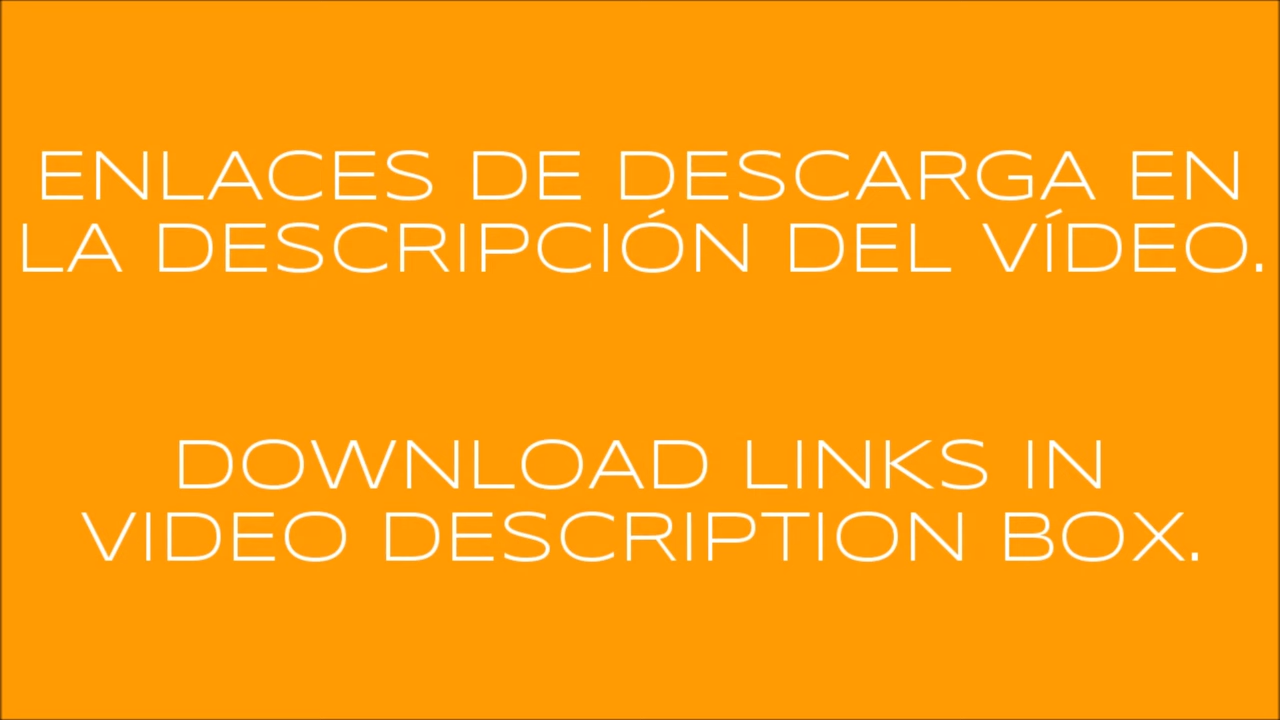 ENLACES DE DESCARGA EN
LA DESCRIPCIÓN DEL VÍDEO.
DOWNLOAD LINKS IN
VIDEO DESCRIPTION BOX.